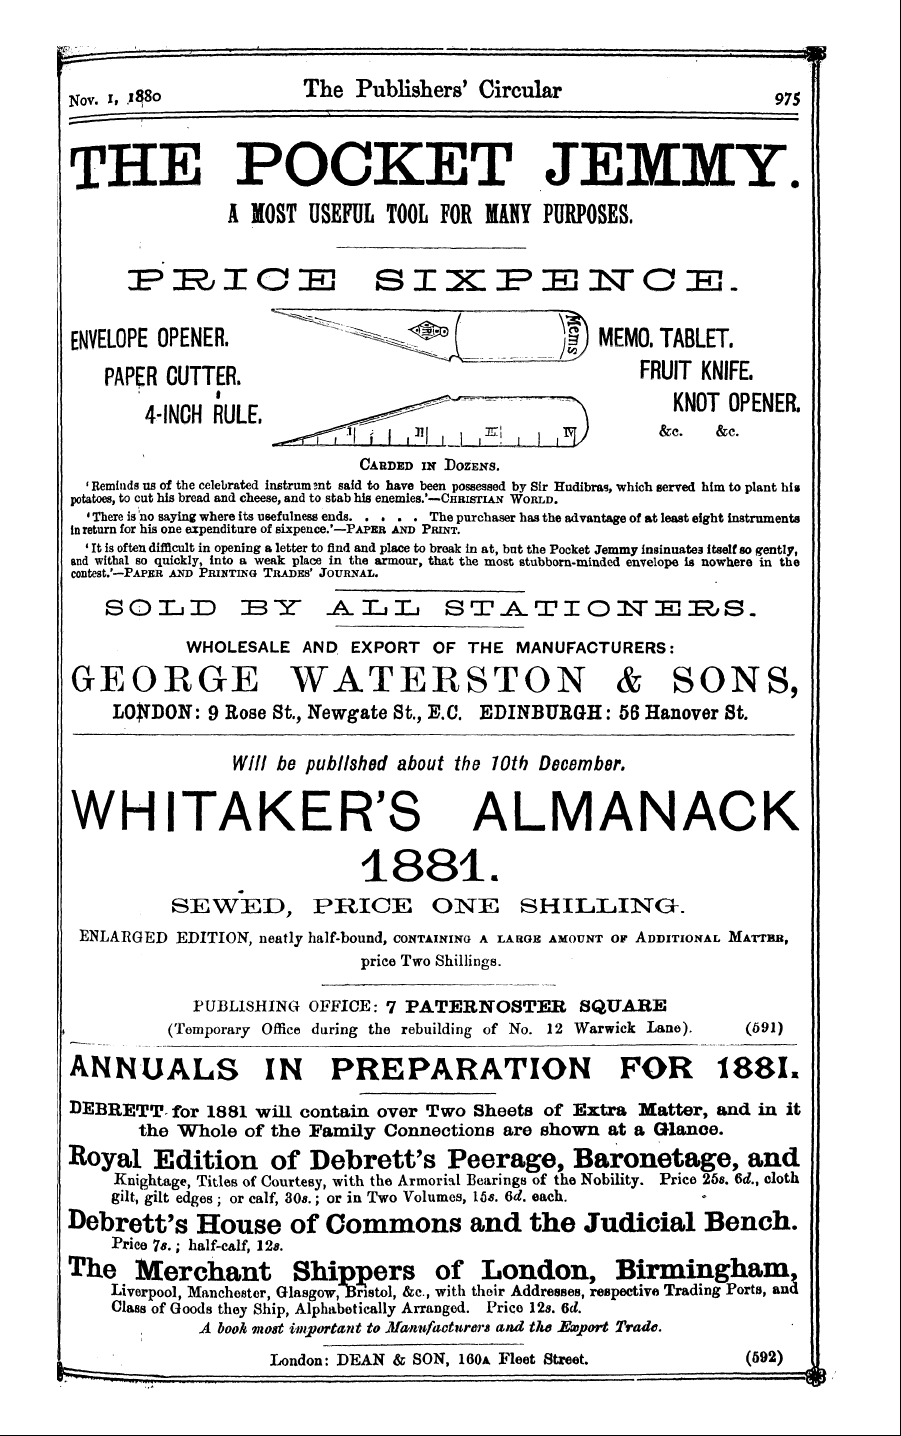 Nov. 1, 1880
The Publishers' Circular
975
THE POCKET JEMMY.
A MOST USEFUL TOOL FOR MANY PURPOSES.
PRICE SIXPENCE.
ENVELOPE OPENER.
PAPER CUTTER.
4-INCH RULE.
Mems
I II III IV
MEMO. TABLET.
FRUIT KNIFE.
KNOT OPENER.
&c. &c.
CARDED IN DOZENS.
'Reminds us of the celebrated instrument said to have been possessed by Sir Hudibras, which served him to plant his
potatoes, to cut his bread and cheese, and to stab his enemies.'—CHRISTIAN WORLD.
'There is no saying where its usefulness ends. . . . . The purchaser has the advantage of at least eight instruments
in return for his one expenditure of sixpence.'—PAPER AND PRINT.
'It is often difficult in opening a letter to find and place to break in at, but the Pocket Jemmy insinuates itself so gently,
and withal so quickly, into a weak place in the armour, that the most stubborn-minded envelope is nowhere in the
contest.'—PAPER AND PRINTING TRADES' JOURNAL.
SOLD BY ALL STATIONERS.
WHOLESALE AND EXPORT OF THE MANUFACTURERS:
GEORGE WATERSTON & SONS,
LONDON: 9 Rose St., Newgate St., E.C. EDINBURGH: 56 Hanover St.
Will be published about the 10th December.
WHITAKER'S ALMANACK
1881.
SEWED, PRICE ONE SHILLING.
ENLARGED EDITION, neatly half-bound, CONTAINING A LARGE AMOUNT OF ADDITIONAL MATTER,
price Two Shillings.
PUBLISHING OFFICE: 7 PATERNOSTER SQUARE
(Temporary Office during the rebuilding of No. 12 Warwick Lane). (591)
ANNUALS IN PREPARATION FOR 1881.
DEBRETT for 1881 will contain over Two Sheets of Extra Matter, and in it
the Whole of the Family Connections are shown at a Glance.
Royal Edition of Debrett's Peerage, Baronetage, and
Knightage, Titles of Courtesy, with the Armorial Bearings of the Nobility. Price 25s. 6d., cloth
gilt, gilt edges; or calf, 30s.; or in Two Volumes, 15s. 6d. each.
Debrett's House of Commons and the Judicial Bench.
Price 7s.; half-calf, 12s.
The Merchant Shippers of London, Birmingham,
Liverpool, Manchester, Glasgow, Bristol, &c., with their Addresses, respective Trading Ports, and
Class of Goods they Ship, Alphabetically Arranged. Price 12s. 6d.
A book most important to Manufacturers and the Export Trade.
London: DEAN & SON, 160A Fleet Street. (592)